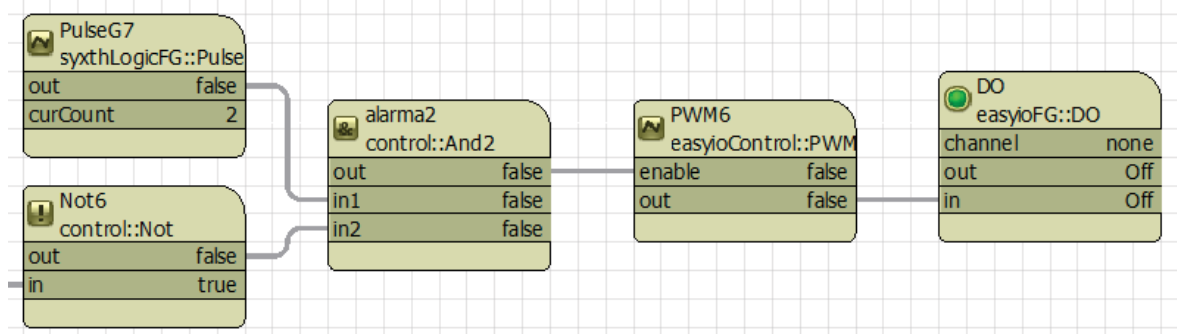 PulseG7
syxthLogicFG::Pulse
out false
curCount 2
Not6
control::Not
out false
in true
alarma2
control::And2
out false
in1 false
in2 false
PWM6
easyioControl::PWM
enable false
out false
DO
easyioFG::DO
channel none
out Off
in Off